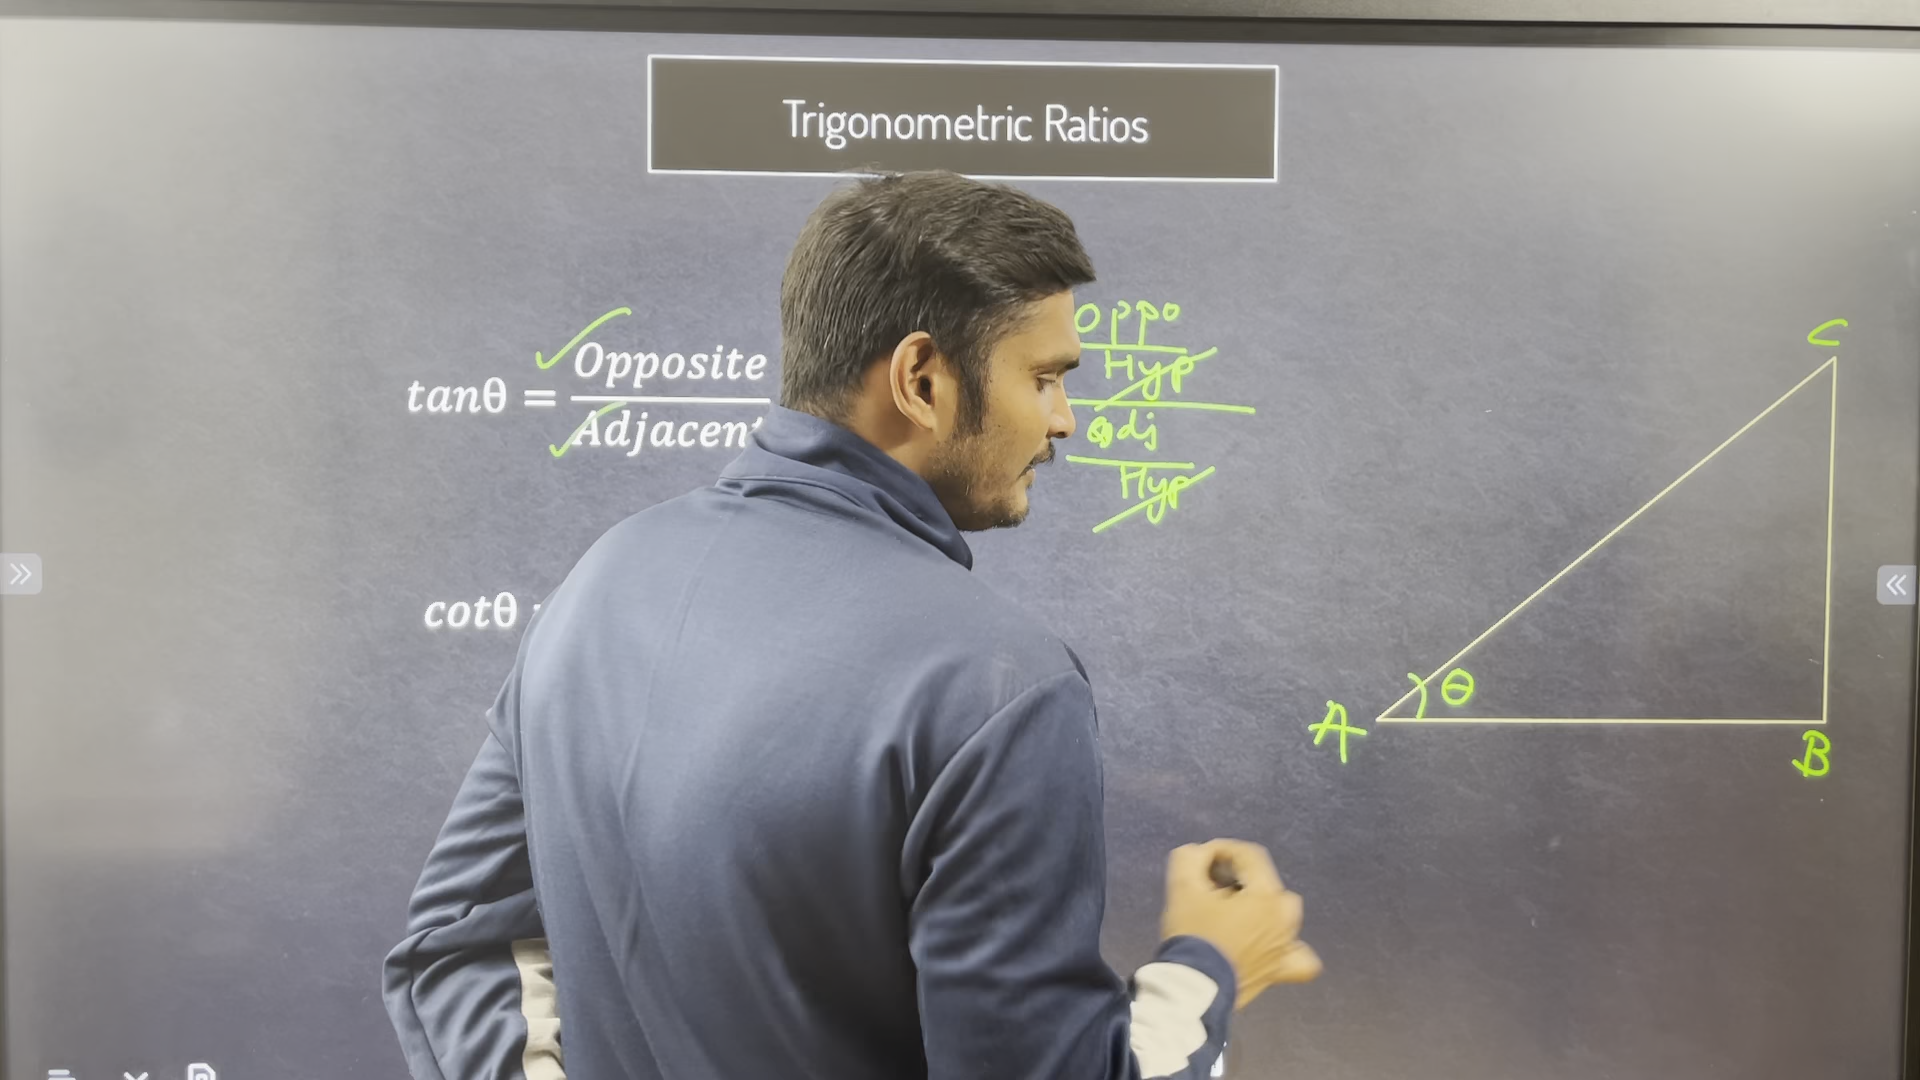 Trigonometric Ratios
tanθ = Opposite
Adjacen
Oppo
Hyp
adj
Hyp
cotθ
C
θ
A
B